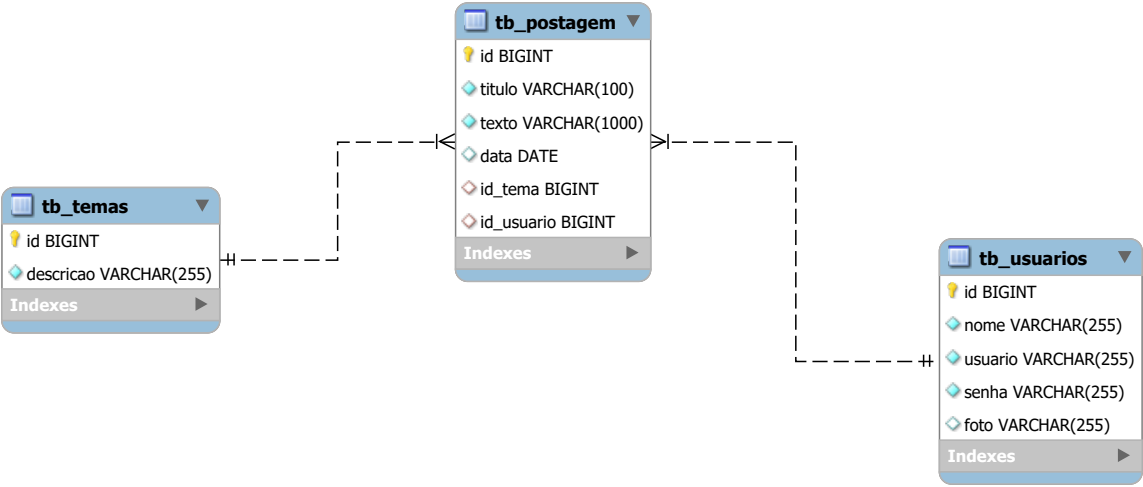 tb_postagem
id BIGINT
titulo VARCHAR(100)
texto VARCHAR(1000)
data DATE
id_tema BIGINT
id_usuario BIGINT
Indexes
tb_temas
id BIGINT
descricao VARCHAR(255)
Indexes
tb_usuarios
id BIGINT
nome VARCHAR(255)
usuario VARCHAR(255)
senha VARCHAR(255)
foto VARCHAR(255)
Indexes